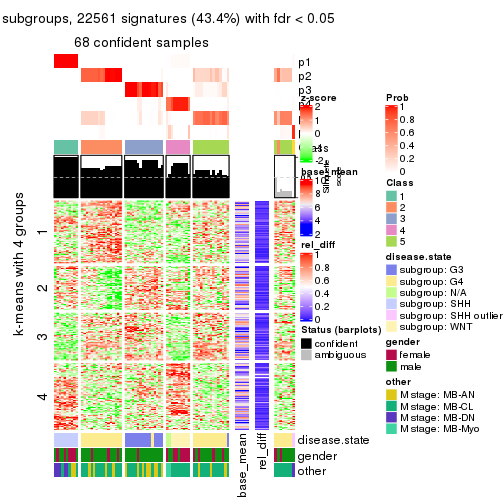 subgroups, 22561 signatures (43.4%) with fdr < 0.05
68 confident samples
p1
p2
p3
z-score
2
1
0
-1
-2
base_mean
10
8
6
4
2
rel_diff
1
0.8
0.6
0.4
0.2
0
Status (barplots)
confident
ambiguous
Silhouette
score
Prob
1
0.8
0.6
0.4
0.2
0
Class
1
2
3
4
5
disease.state
subgroup: G3
subgroup: G4
subgroup: N/A
subgroup: SHH
subgroup: SHH outlier
subgroup: WNT
gender
female
male
other
M stage: MB-AN
M stage: MB-CL
M stage: MB-DN
M stage: MB-Myo
k-means with 4 groups
1
2
3
4
base_mean
rel_diff
disease.state
gender
other